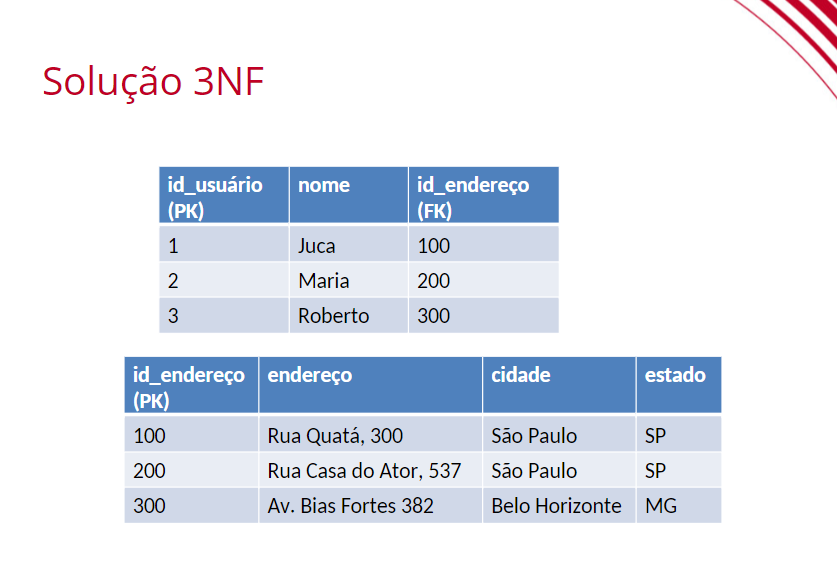 Solução 3NF
id_usuário (PK) nome id_endereço (FK)
1 Juca 100
2 Maria 200
3 Roberto 300
id_endereço (PK) endereço cidade estado
100 Rua Quatá, 300 São Paulo SP
200 Rua Casa do Ator, 537 São Paulo SP
300 Av. Bias Fortes 382 Belo Horizonte MG